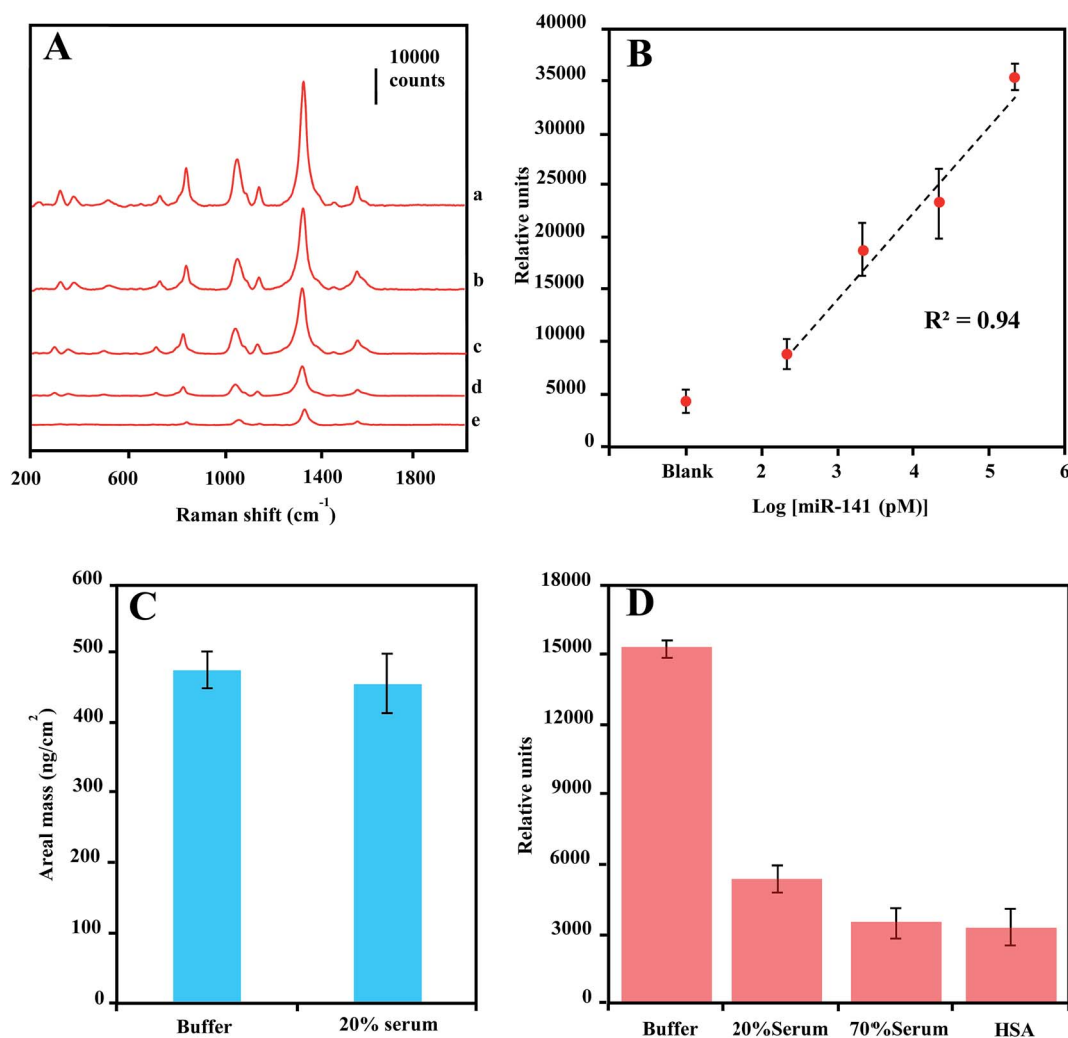 A
10000
counts
a
b
c
d
e
200
600
1000
1400
1800
Raman shift (cm⁻¹)
B
Relative units
40000
35000
30000
25000
20000
15000
10000
5000
0
R² = 0.94
Blank
2
3
4
5
6
Log [miR-141 (pM)]
C
Areal mass (ng/cm²)
600
500
400
300
200
100
0
Buffer
20% serum
D
Relative units
18000
15000
12000
9000
6000
3000
0
Buffer
20%Serum
70%Serum
HSA